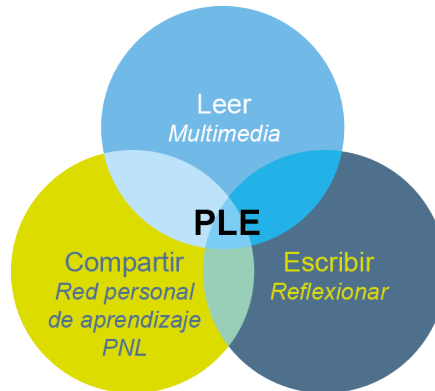 Leer
Multimedia
PLE
Compartir
Red personal
de aprendizaje
PNL
Escribir
Reflexionar